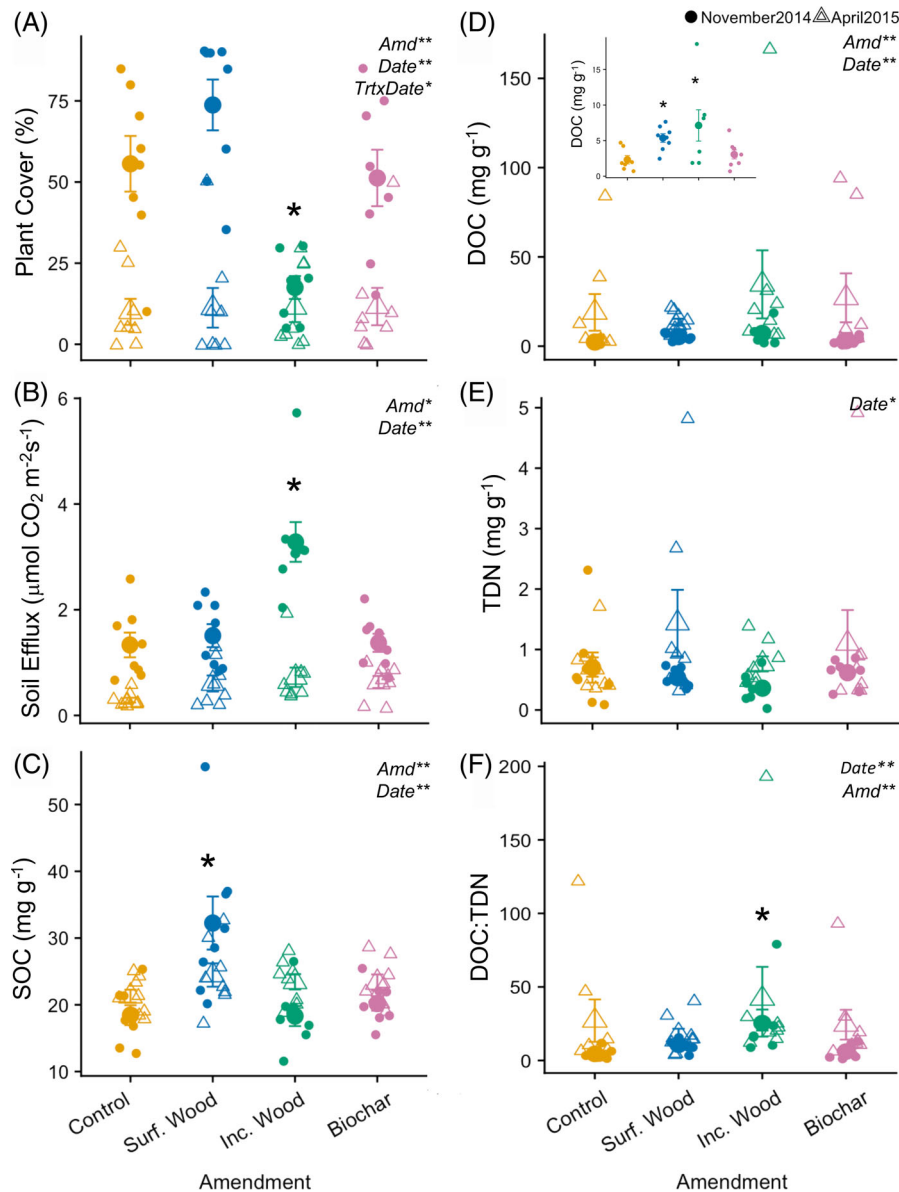 (A)
Amd**
Date**
TrtxDate*
Plant Cover (%)
75
50
25
0
(B)
Amd*
Date**
Soil Efflux (μmol CO2 m-2s-1)
6
4
2
0
*
(C)
Amd**
Date**
SOC (mg g-1)
50
40
30
20
10
*
Control
Surf. Wood
Inc. Wood
Biochar
Amendment
(D)
November2014 April2015
Amd**
Date**
DOC (mg g-1)
150
100
50
0
DOC (mg g-1)
15
10
5
0
*
*
(E)
Date*
TDN (mg g-1)
5
4
3
2
1
0
(F)
Date**
Amd**
DOC:TDN
200
150
100
50
0
*
Control
Surf. Wood
Inc. Wood
Biochar
Amendment